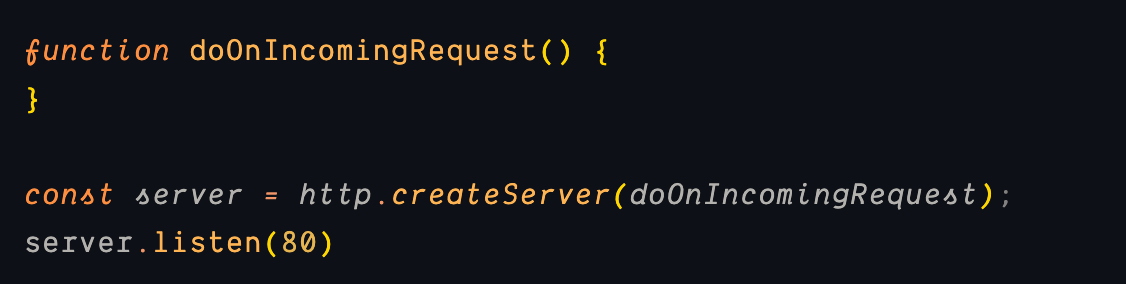 function doOnIncomingRequest() {
}
const server = http.createServer(doOnIncomingRequest);
server.listen(80)